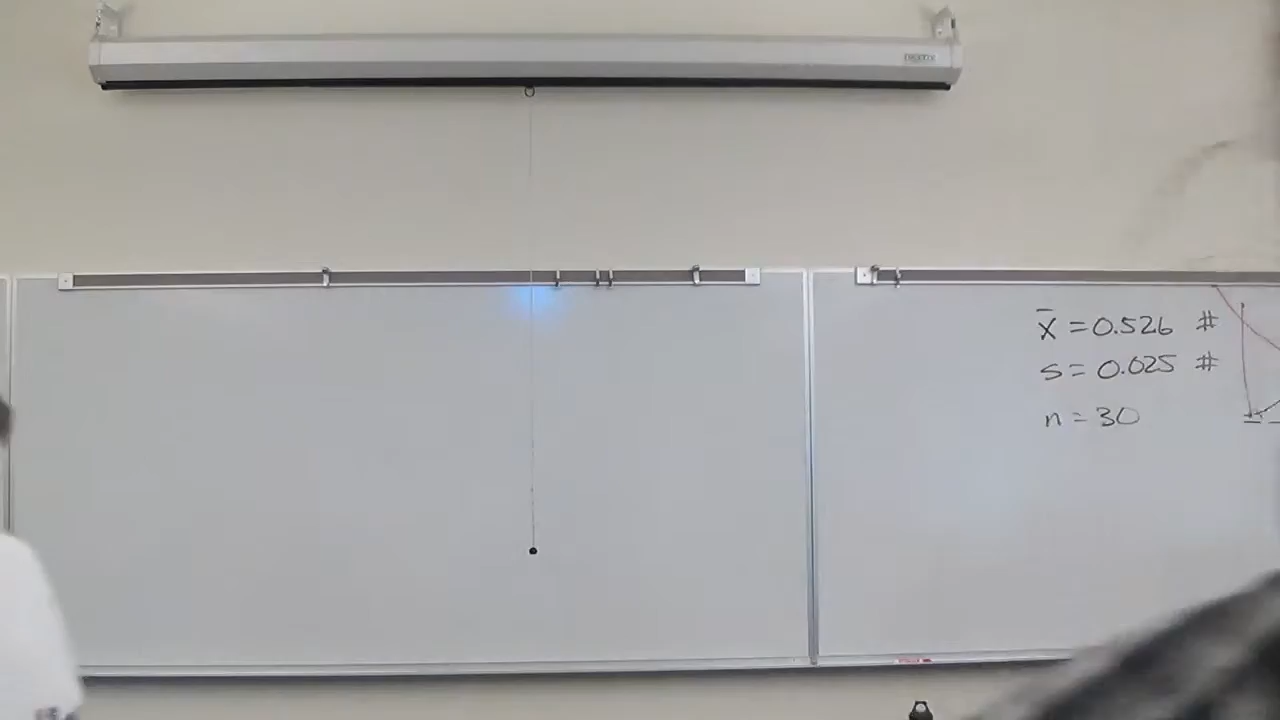 x̄ = 0.526 #
s = 0.025 #
n = 30